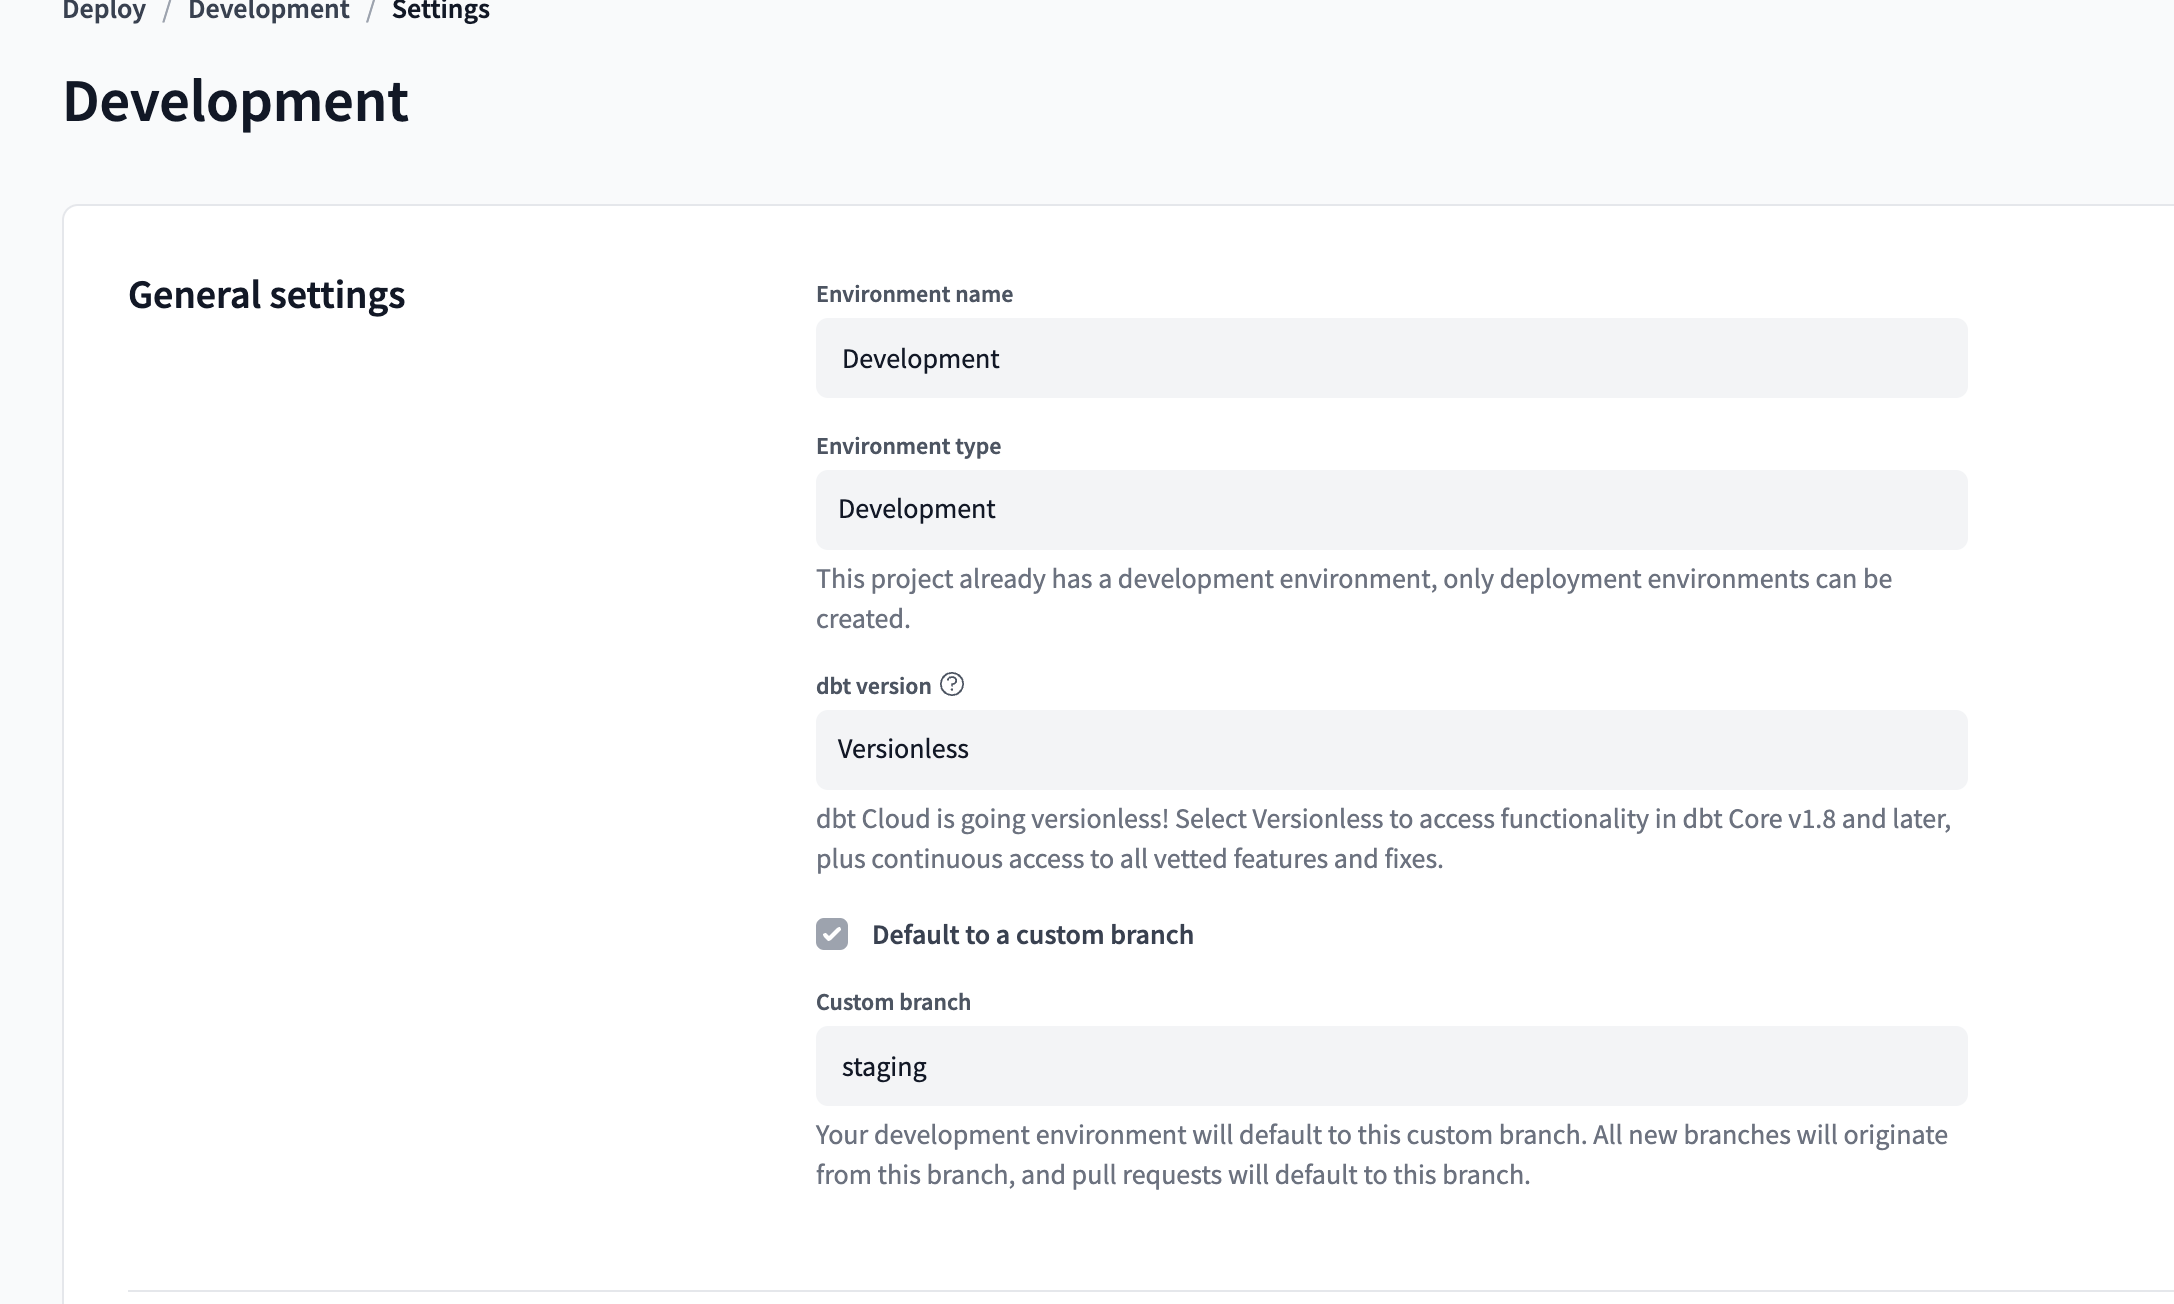 Deploy / Development / Settings
Development
General settings
Environment name
Development
Environment type
Development
This project already has a development environment, only deployment environments can be
created.
dbt version
Versionless
dbt Cloud is going versionless! Select Versionless to access functionality in dbt Core v1.8 and later,
plus continuous access to all vetted features and fixes.
Default to a custom branch
Custom branch
staging
Your development environment will default to this custom branch. All new branches will originate
from this branch, and pull requests will default to this branch.